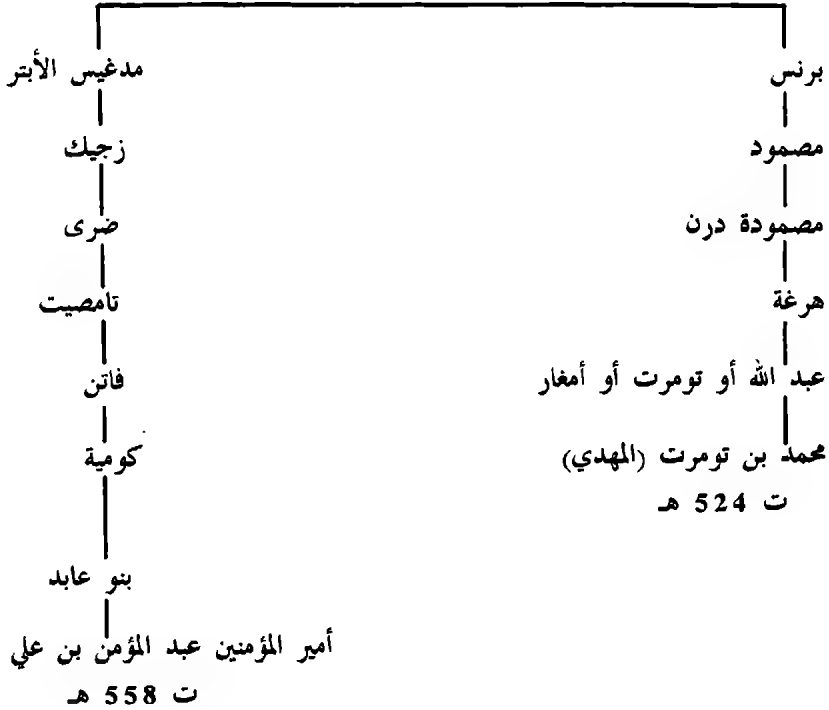 برنس
مدغيس الأبتر
مصمود
زجيك
مصمودة درن
ضرى
هرغة
تامصيت
عبد الله أو تومرت أو أمغار
فاتن
محمد بن تومرت (المهدي)
كومية
ت 524 هـ
بنو عابد
أمير المؤمنين عبد المؤمن بن علي
ت 558 هـ